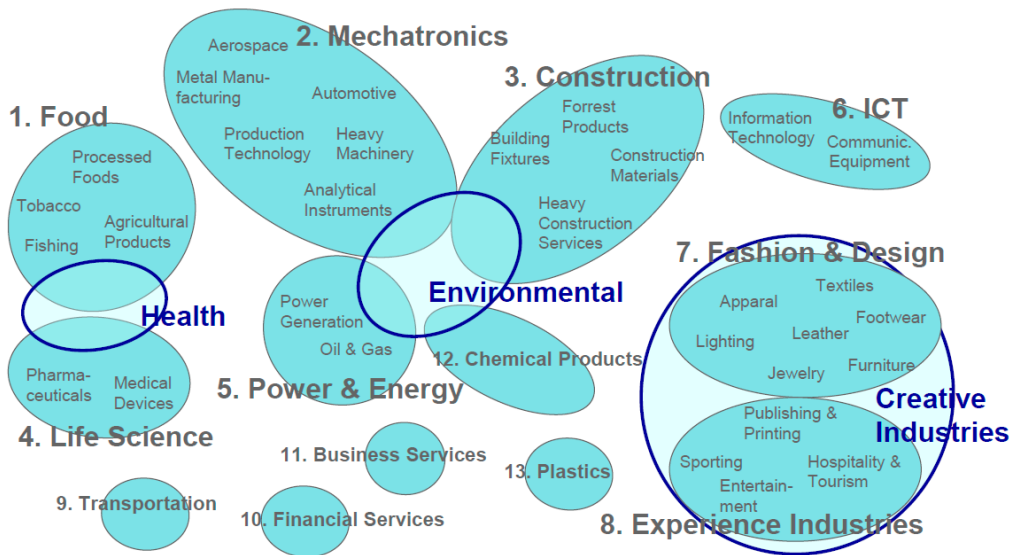 1. Food
Processed
Foods
Tobacco
Agricultural
Products
Fishing
Health
Pharma-
ceuticals
Medical
Devices
4. Life Science
2. Mechatronics
Aerospace
Metal Manu-
facturing
Automotive
Production
Technology
Heavy
Machinery
Analytical
Instruments
3. Construction
Forrest
Products
Building
Fixtures
Construction
Materials
Heavy
Construction
Services
Environmental
Power
Generation
Oil & Gas
5. Power & Energy
12. Chemical Products
6. ICT
Information
Technology
Communic.
Equipment
7. Fashion & Design
Textiles
Apparal
Footwear
Leather
Lighting
Furniture
Jewelry
Creative
Industries
Publishing &
Printing
Sporting
Hospitality &
Tourism
Entertain-
ment
8. Experience Industries
11. Business Services
13. Plastics
9. Transportation
10. Financial Services